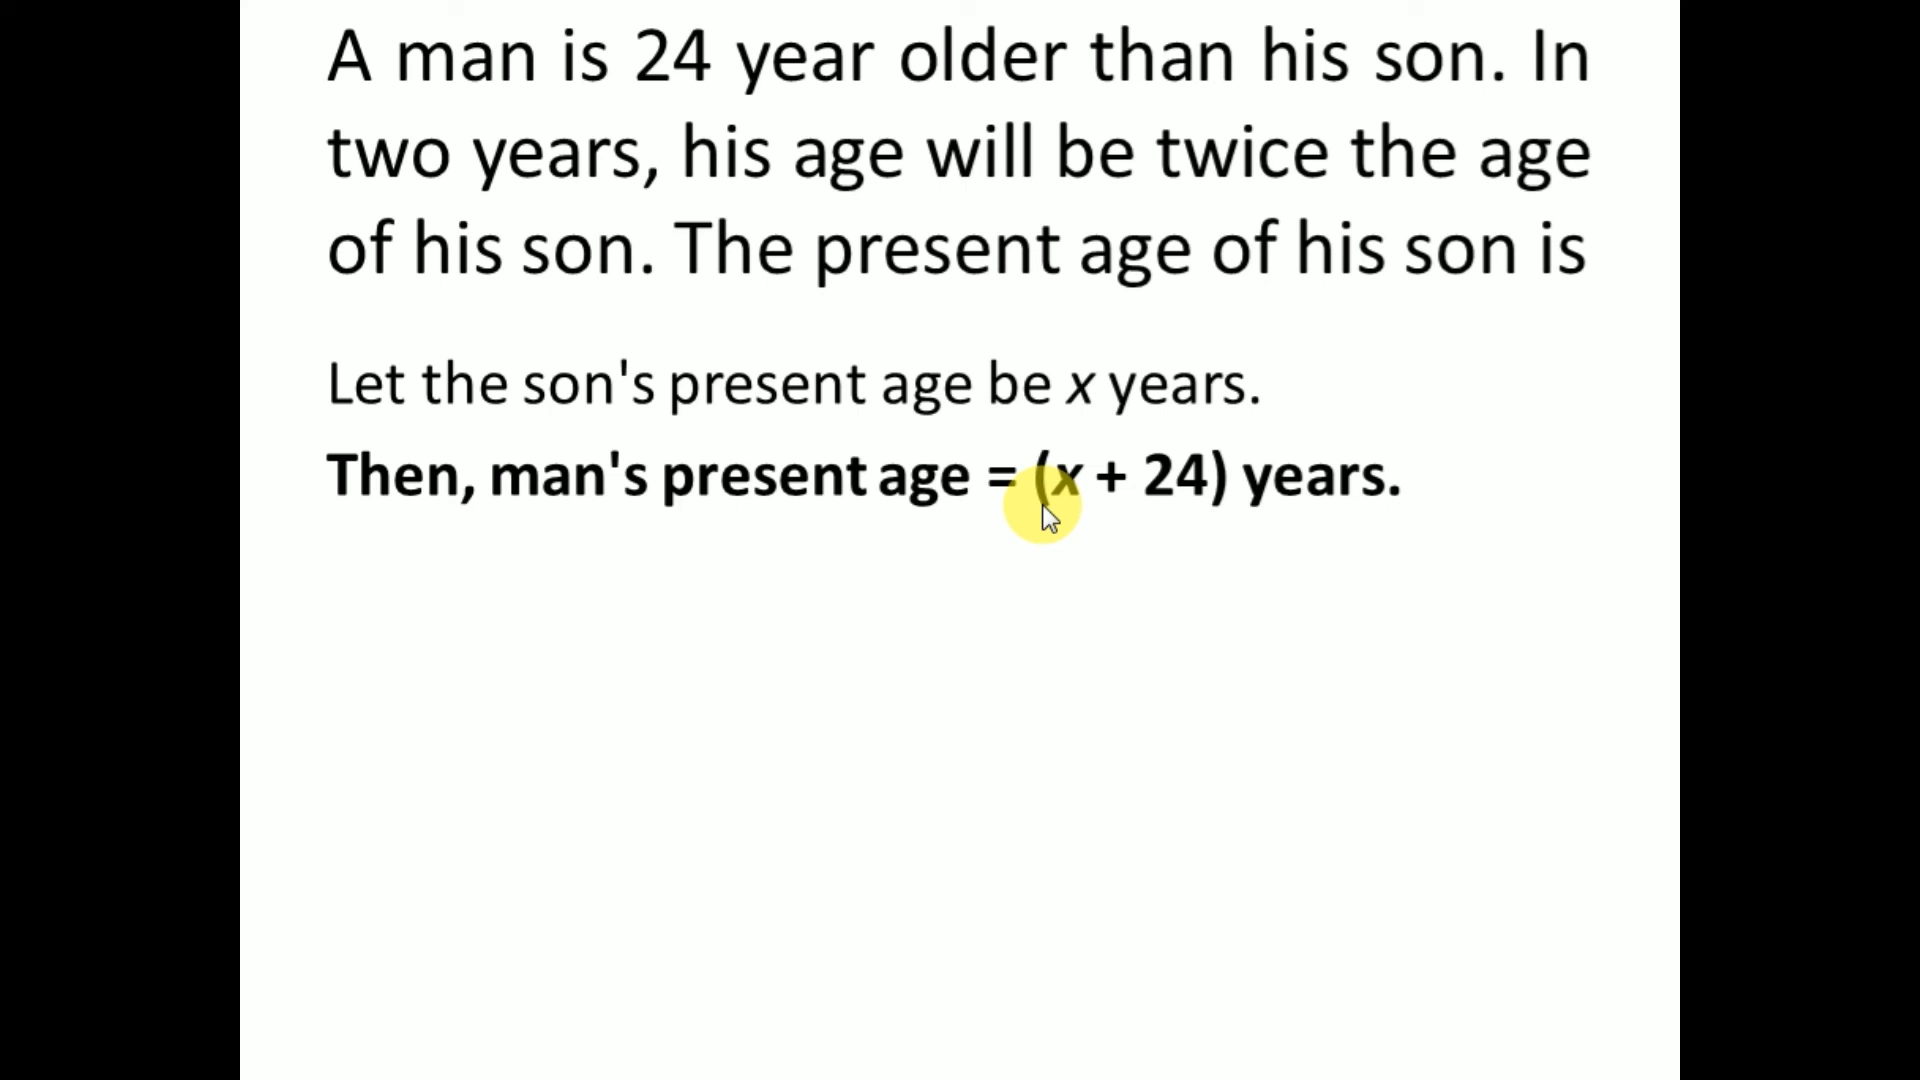 A man is 24 year older than his son. In
two years, his age will be twice the age
of his son. The present age of his son is
Let the son's present age be x years.
Then, man's present age = (x + 24) years.